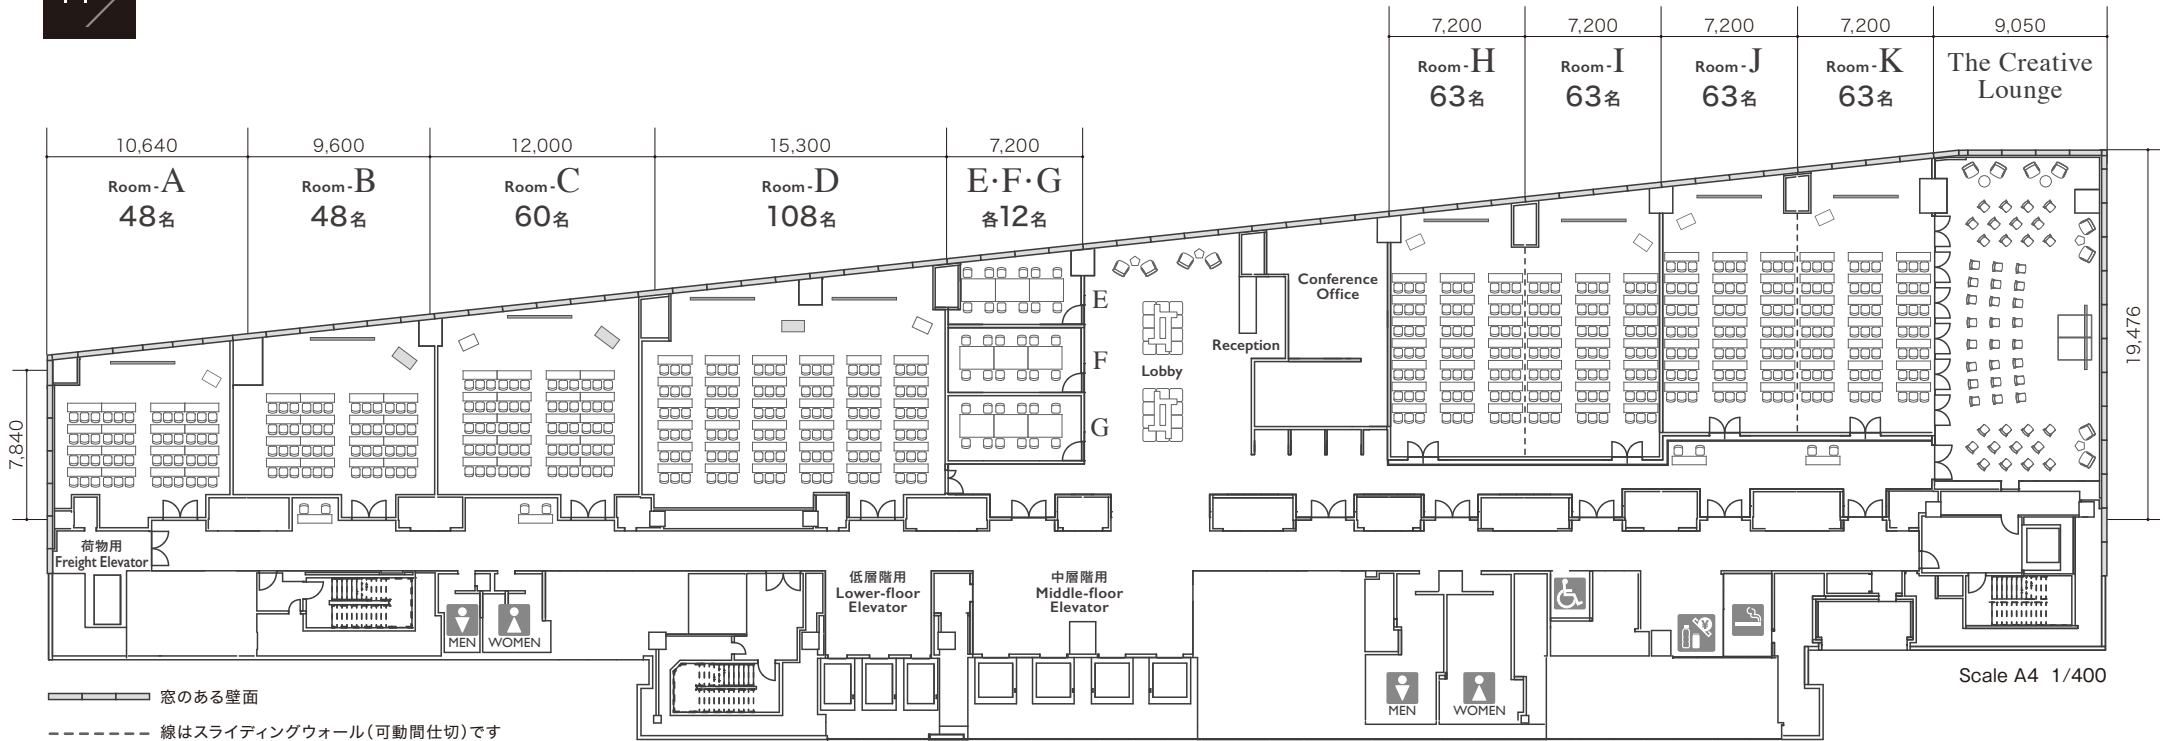 7,200
7,200
7,200
7,200
9,050
Room-H
63名
Room-I
63名
Room-J
63名
Room-K
63名
The Creative
Lounge
10,640
9,600
12,000
15,300
7,200
Room-A
48名
Room-B
48名
Room-C
60名
Room-D
108名
E·F·G
各12名
E
F
G
Lobby
Reception
Conference
Office
7,840
19,476
荷物用
Freight Elevator
低層階用
Lower-floor
Elevator
中層階用
Middle-floor
Elevator
MEN
WOMEN
¥
MEN
WOMEN
Scale A4 1/400
窓のある壁面
線はスライディングウォール(可動間仕切)です